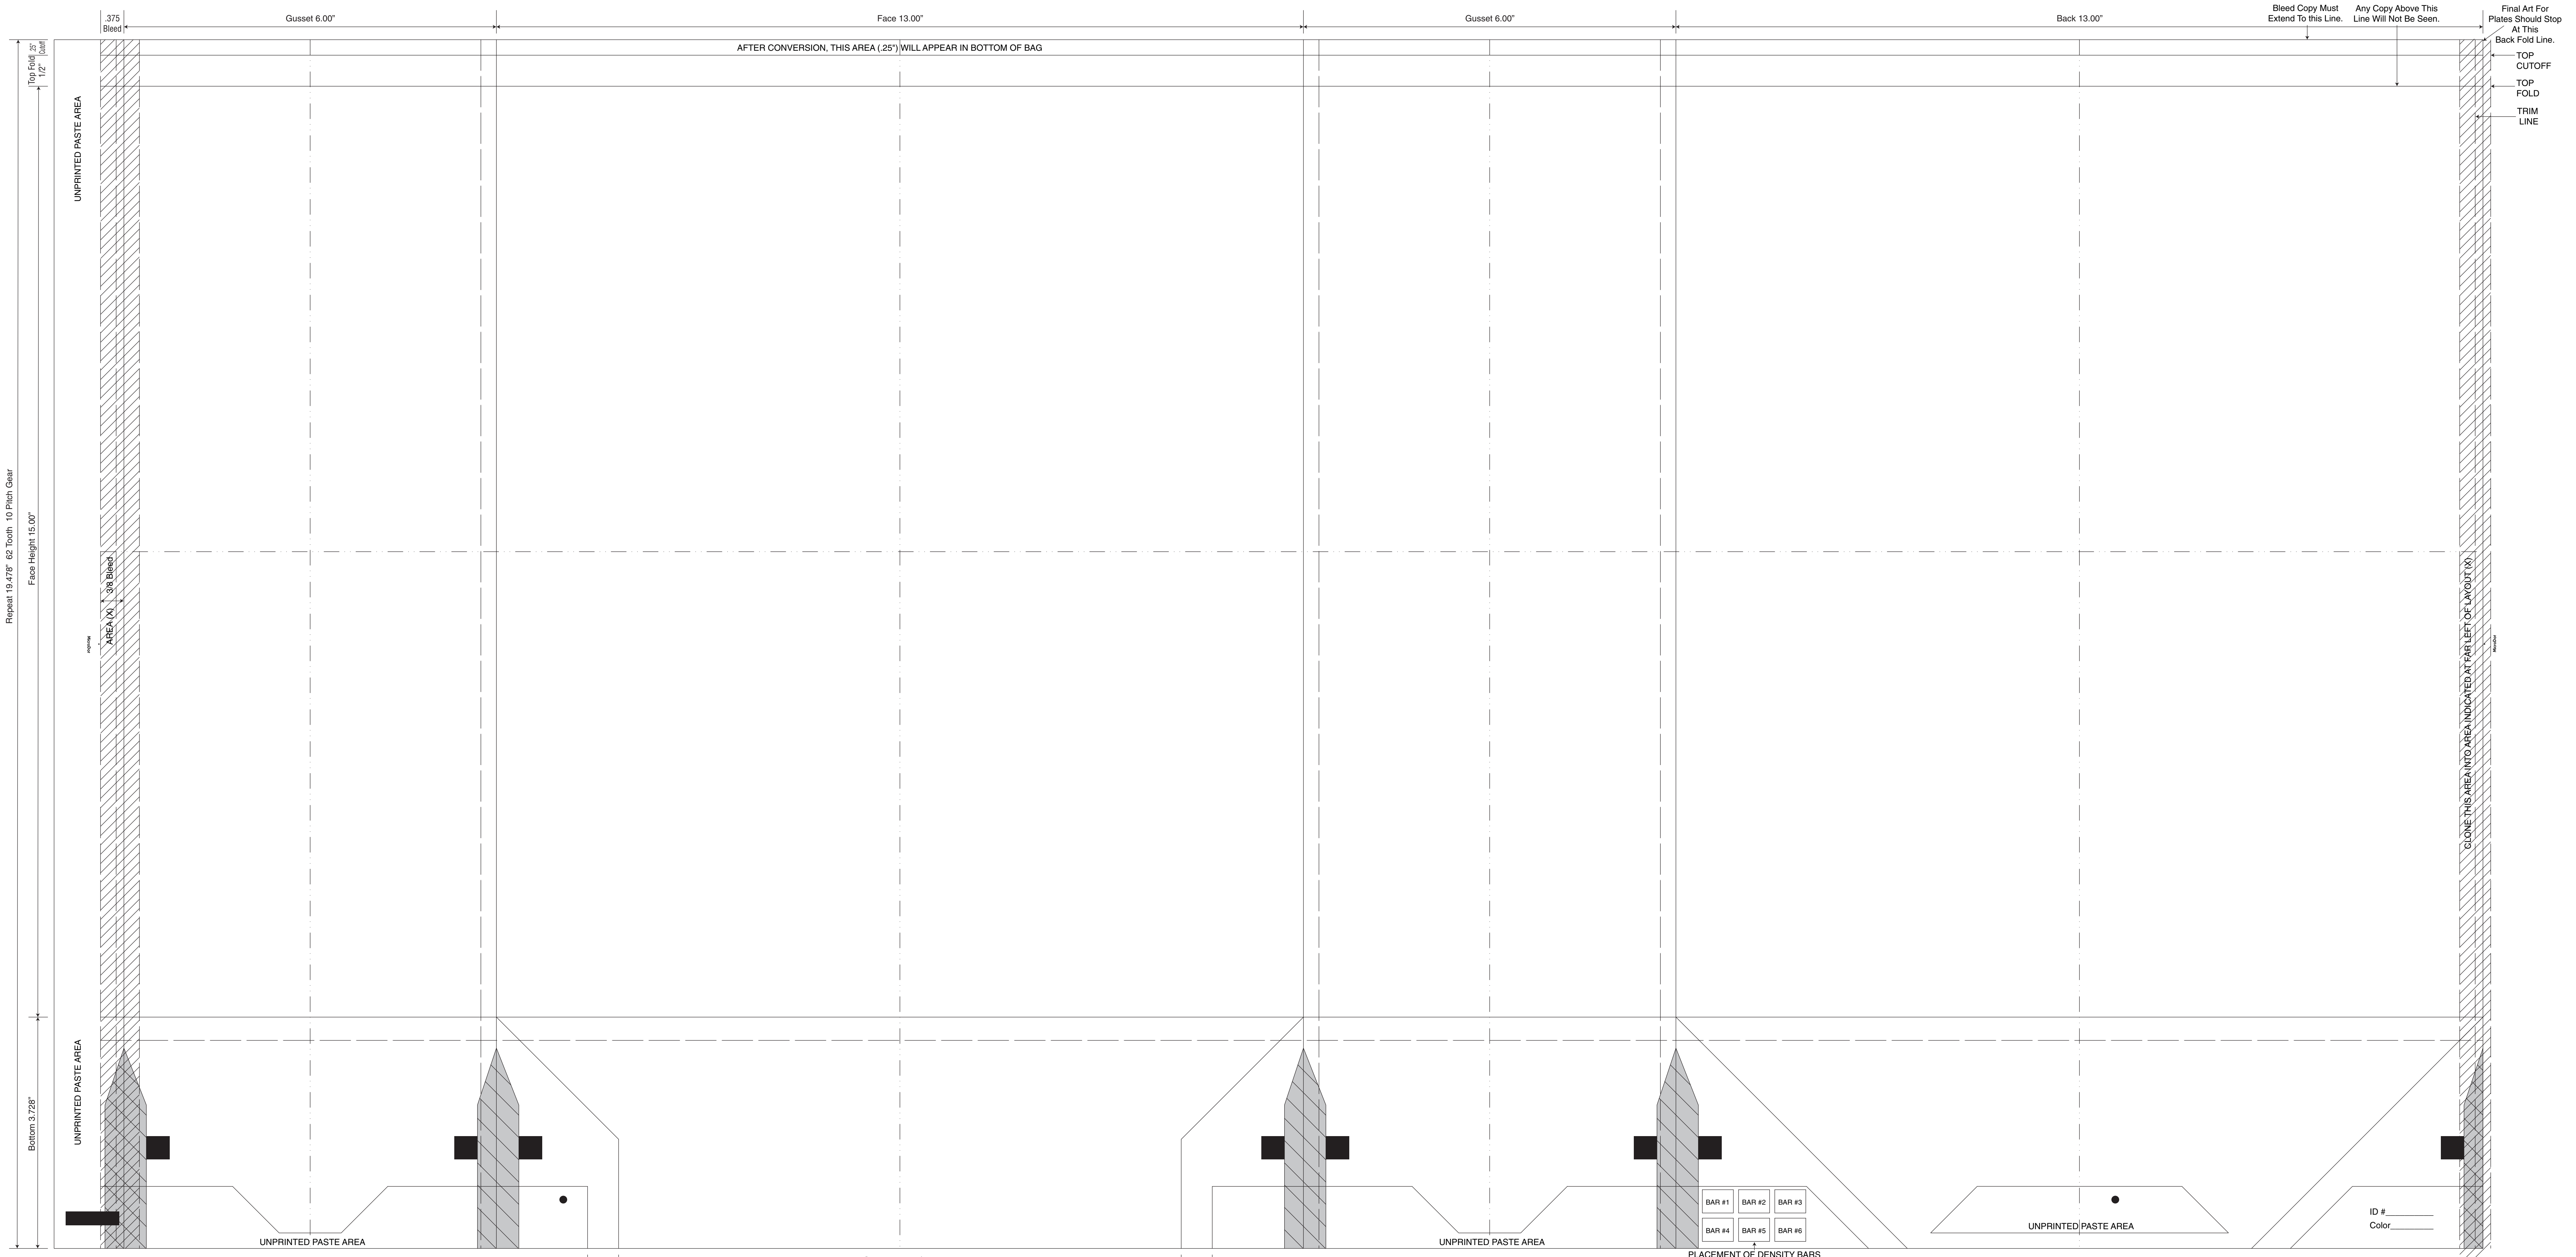 .375
Bleed
Gusset 6.00"
Face 13.00"
Gusset 6.00"
Back 13.00"
Bleed Copy Must
Extend To this Line.
Any Copy Above This
Line Will Not Be Seen.
Final Art For
Plates Should Stop
At This
Back Fold Line.
.25"
Cutoff
Top Fold
1/2"
AFTER CONVERSION, THIS AREA (.25") WILL APPEAR IN BOTTOM OF BAG
TOP
CUTOFF
TOP
FOLD
TRIM
LINE
UNPRINTED PASTE AREA
Repeat 19.478" 62 Tooth 10 Pitch Gear
Face Height 15.00"
AREA (X) 3/8 Bleed
CLONE THIS AREA INTO AREA INDICATED AT FAR LEFT OF LAYOUT (X)
UNPRINTED PASTE AREA
Bottom 3.728"
BAR #1
BAR #2
BAR #3
BAR #4
BAR #5
BAR #6
ID #
Color
UNPRINTED PASTE AREA
UNPRINTED PASTE AREA
UNPRINTED PASTE AREA
PLACEMENT OF DENSITY BARS